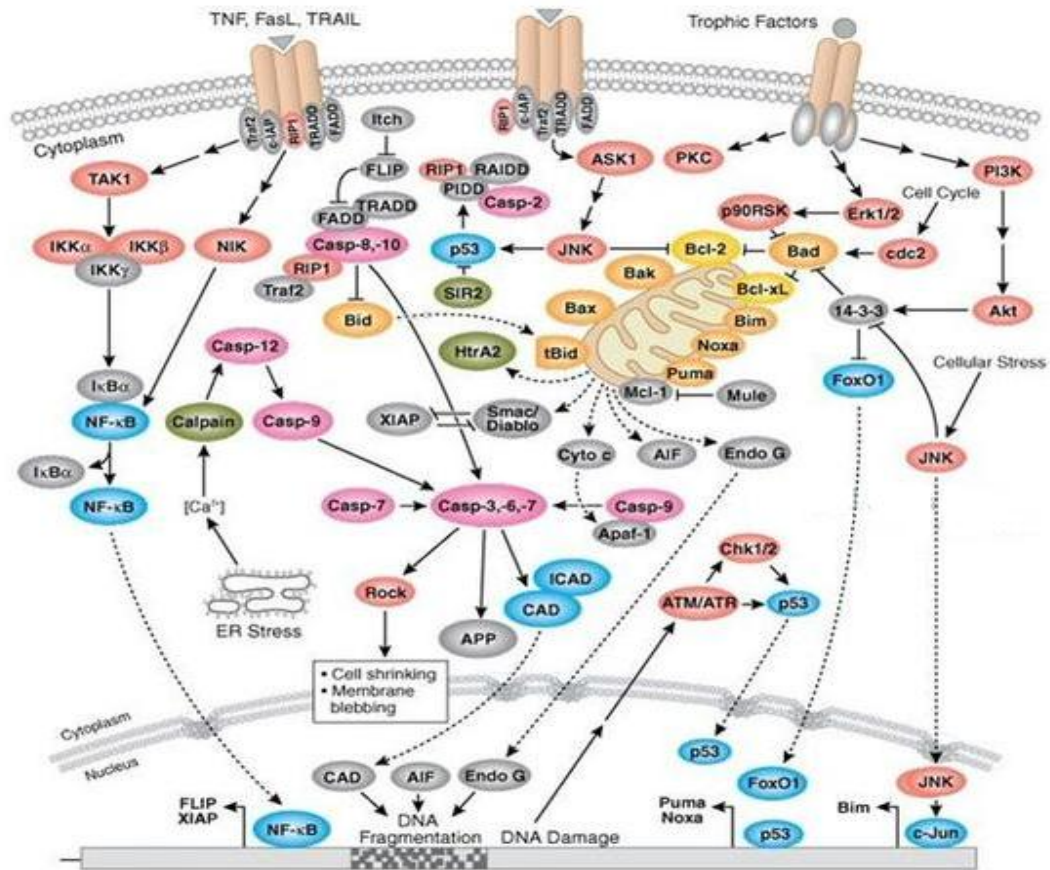 TNF, FasL, TRAIL
Trophic Factors
Cytoplasm
Traf2
c-IAP
RIP1
TRADD
FADD
RIP1
c-IAP
Traf2
TRADD
FADD
Itch
FLIP
TAK1
RIP1
RAIDD
PIDD
Casp-2
ASK1
PKC
PI3K
Cell Cycle
FADD
TRADD
Casp-8,-10
p90RSK
Erk1/2
IKKα
IKKβ
IKKγ
NIK
RIP1
Traf2
p53
JNK
Bcl-2
Bad
cdc2
SIR2
Bak
Bcl-xL
14-3-3
Akt
Bid
Bax
Bim
Noxa
Casp-12
HtrA2
tBid
Puma
FoxO1
Cellular Stress
IκBα
NF-κB
Calpain
Casp-9
XIAP
Smac/
Diablo
Mcl-1
Mule
IκBα
Cyto c
AIF
Endo G
JNK
NF-κB
[Ca²⁺]
Casp-7
Casp-3,-6,-7
Casp-9
Apaf-1
Chk1/2
ER Stress
Rock
ICAD
CAD
APP
ATM/ATR
p53
• Cell shrinking
• Membrane
blebbing
Cytoplasm
Nucleus
p53
CAD
AIF
Endo G
FoxO1
JNK
FLIP
XIAP
NF-κB
DNA
Fragmentation
DNA Damage
Puma
Noxa
p53
Bim
c-Jun